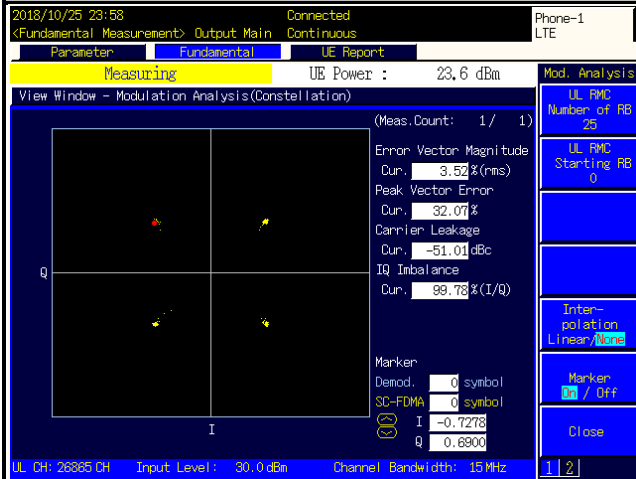 2018/10/25 23:58 Connected Phone-1
<Fundamental Measurement> Output Main Continuous LTE
Parameter Fundamental UE Report
Measuring UE Power : 23.6 dBm Mod. Analysis
View Window - Modulation Analysis(Constellation)
UL RMC
Number of RB
25
(Meas.Count: 1/ 1)
Error Vector Magnitude
Cur. 3.52 %(rms)
Peak Vector Error
Cur. 32.07 %
Carrier Leakage
Cur. -51.01 dBc
IQ Imbalance
Cur. 99.78 %(I/Q)
UL RMC
Starting RB
0
Q
I
Marker
Demod. 0 symbol
SC-FDMA 0 symbol
I -0.7278
Q 0.6900
Inter-
polation
Linear/None
Marker
On / Off
Close
UL CH: 26865 CH Input Level: 30.0 dBm Channel Bandwidth: 15 MHz 1 2